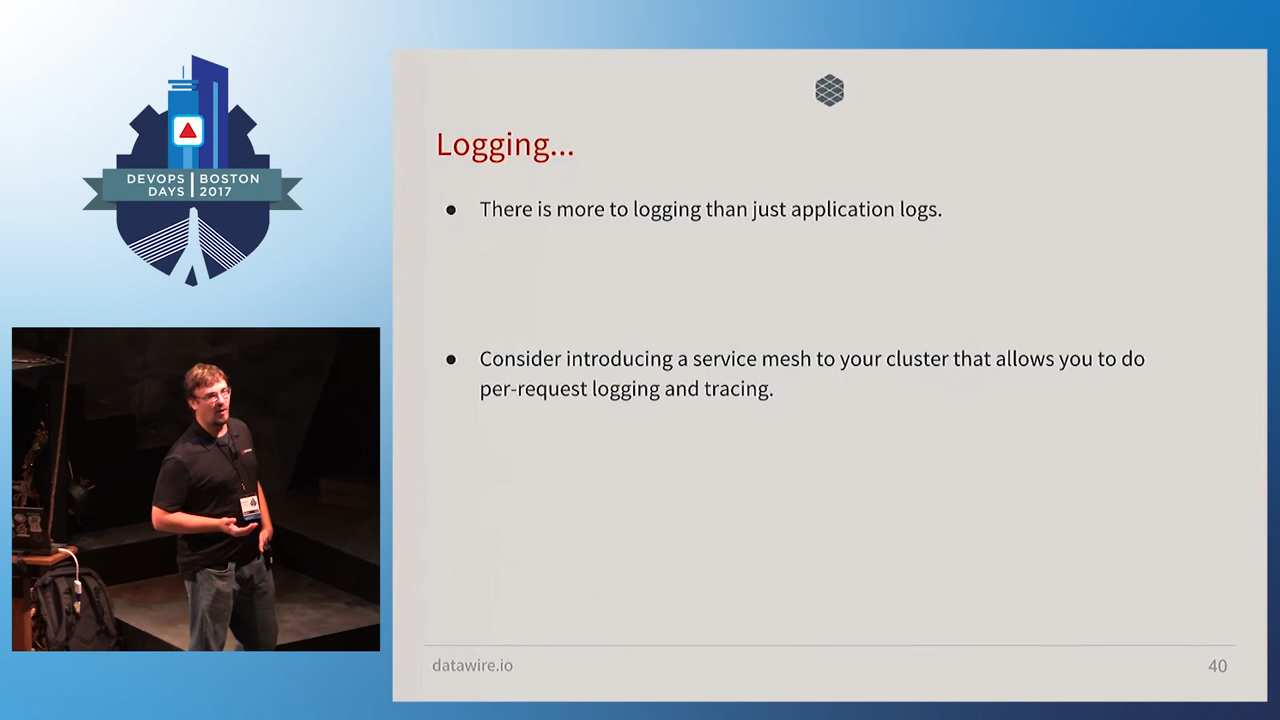 DEVOPS BOSTON
DAYS 2017
Logging...
● There is more to logging than just application logs.
● Consider introducing a service mesh to your cluster that allows you to do
per-request logging and tracing.
datawire.io
40